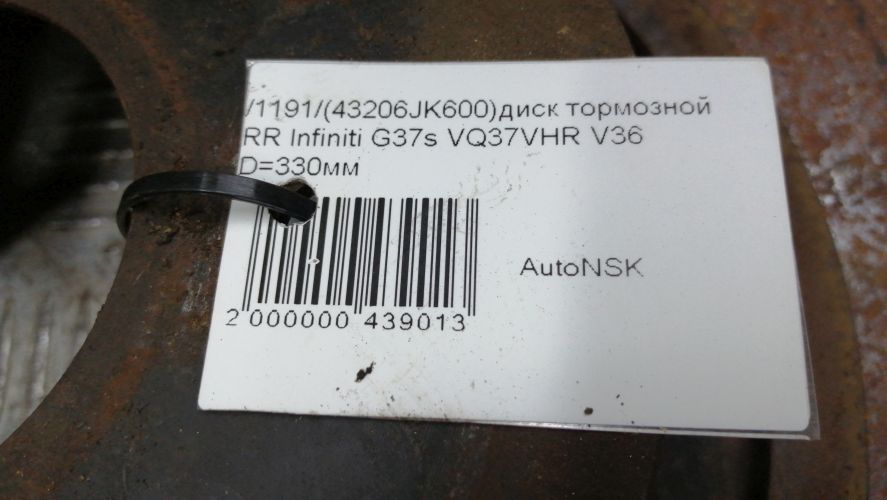 /1191/(43206JK600)диск тормозной
RR Infiniti G37s VQ37VHR V36
D=330мм
AutoNSK
2 000000 439013